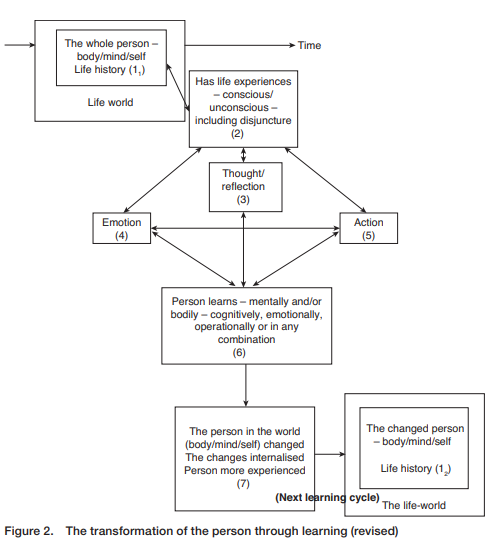 The whole person –
body/mind/self
Life history (1₁)
Life world
Time
Has life experiences
– conscious/
unconscious –
including disjuncture
(2)
Thought/
reflection
(3)
Emotion
(4)
Action
(5)
Person learns – mentally and/or
bodily – cognitively, emotionally,
operationally or in any
combination
(6)
The person in the world
(body/mind/self) changed
The changes internalised
Person more experienced
(7)
(Next learning cycle)
The changed person
– body/mind/self
Life history (1₂)
The life-world
Figure 2. The transformation of the person through learning (revised)